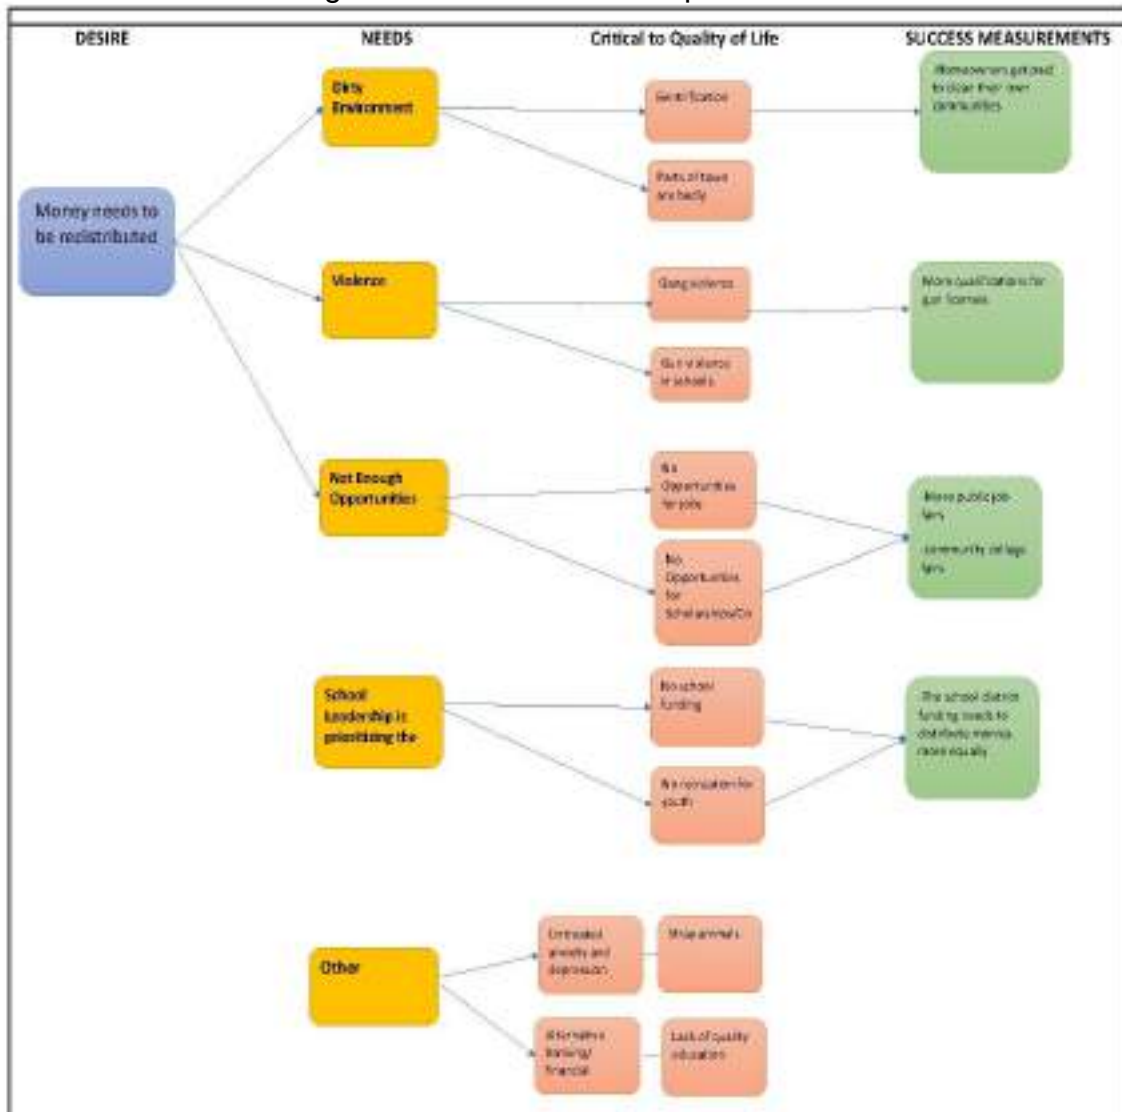 DESIRE
NEEDS
Critical to Quality of Life
SUCCESS MEASUREMENTS
Money needs to
be redistributed
Dirty
Environment
Gentrification
Homeowners get paid
to clean their own
communities
Parts of town
are
Violence
Gang violence
More qualifications for
gun licenses
Gun violence
in schools
Not Enough
Opportunities
No
Opportunities
for jobs
No
Opportunities
for
Scholarships/Co
More public job
fairs
community college
fairs
School
Leadership is
prioritizing the
No school
funding
No recreation for
youth
The school district
funding needs to
distribute
more equally
Other
Untreated
anxiety and
depression
Stray animals
Alternative
banking/
financial
Lack of quality
education